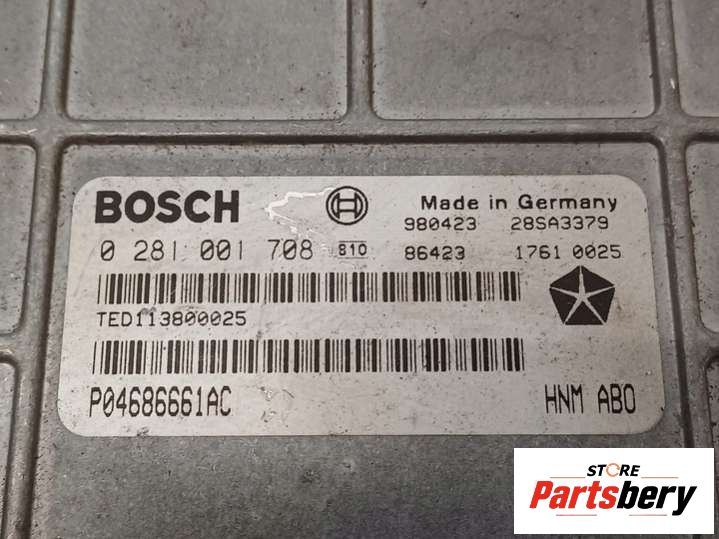 BOSCH Made in Germany
980423 28SA3379
0 281 001 708 810 86423 1761 0025
TED113800025
P04686661AC HNM ABO
STORE
Partsbery